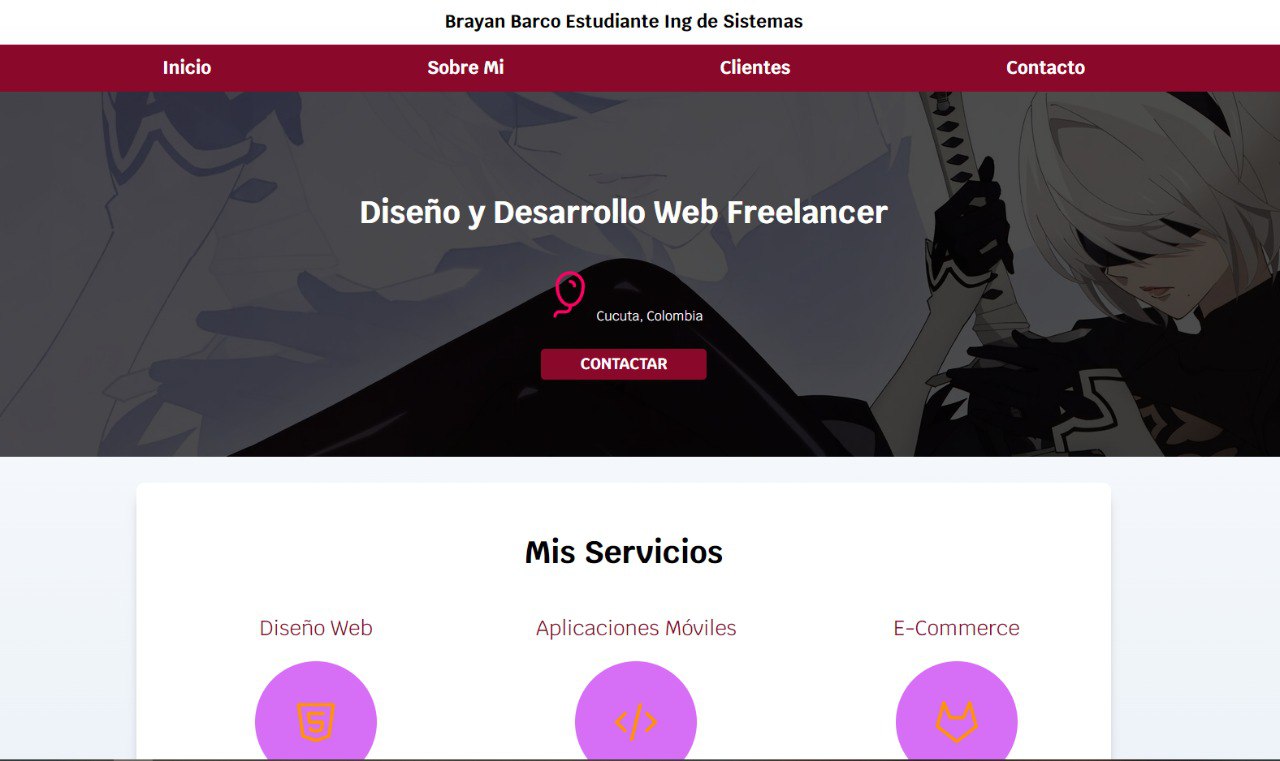 Brayan Barco Estudiante Ing de Sistemas
Inicio Sobre Mi Clientes Contacto
Diseño y Desarrollo Web Freelancer
Cucuta, Colombia
CONTACTAR
Mis Servicios
Diseño Web Aplicaciones Móviles E-Commerce